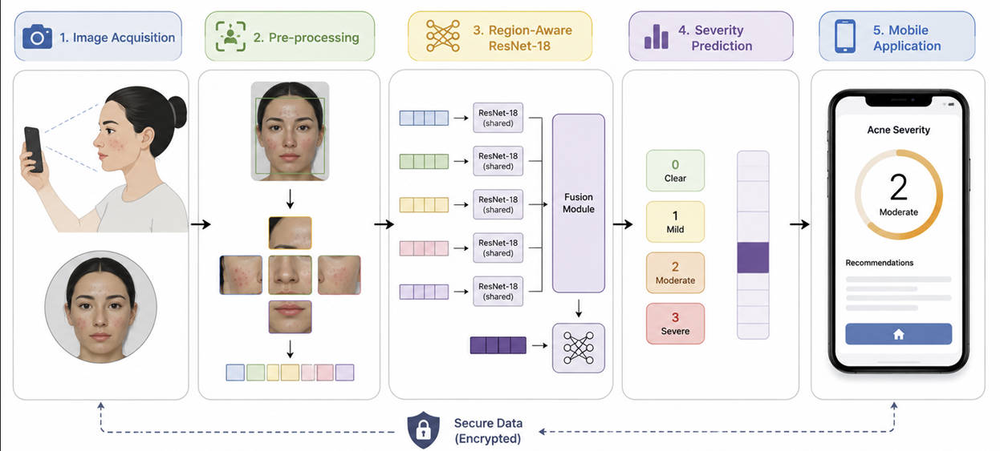 1. Image Acquisition
2. Pre-processing
3. Region-Aware
ResNet-18
4. Severity
Prediction
5. Mobile
Application
ResNet-18
(shared)
ResNet-18
(shared)
ResNet-18
(shared)
ResNet-18
(shared)
ResNet-18
(shared)
Fusion
Module
0
Clear
1
Mild
2
Moderate
3
Severe
Acne Severity
2
Moderate
Recommendations
Secure Data
(Encrypted)